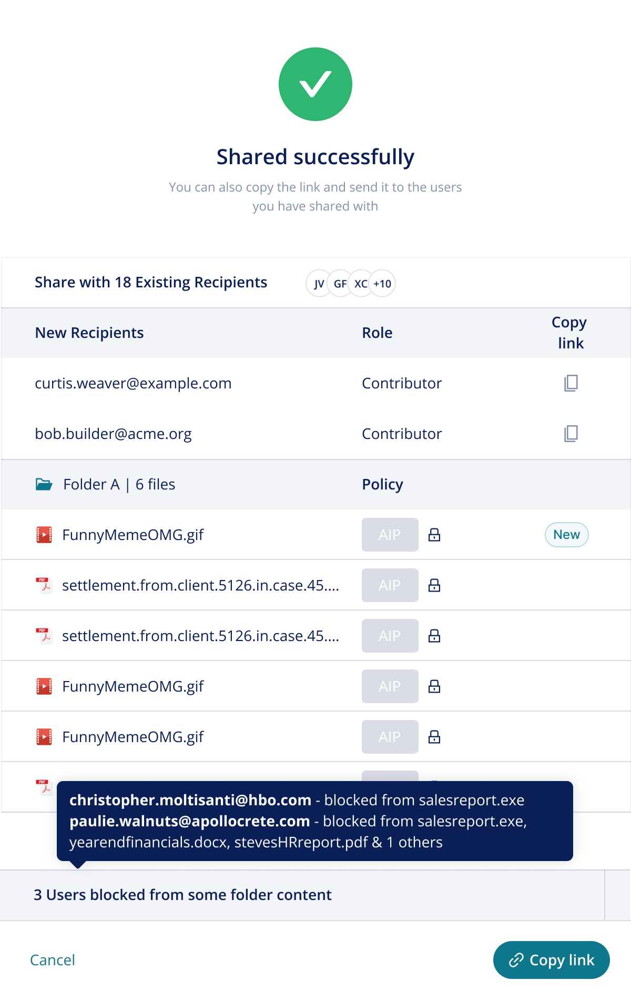 Shared successfully
You can also copy the link and send it to the users
you have shared with
Share with 18 Existing Recipients JV GF XC +10
New Recipients Role Copy
link
curtis.weaver@example.com Contributor
bob.builder@acme.org Contributor
Folder A | 6 files Policy
FunnyMemeOMG.gif AIP New
PDF settlement.from.client.5126.in.case.45.... AIP
PDF settlement.from.client.5126.in.case.45.... AIP
FunnyMemeOMG.gif AIP
FunnyMemeOMG.gif AIP
PDF
christopher.moltisanti@hbo.com - blocked from salesreport.exe
paulie.walnuts@apollocrete.com - blocked from salesreport.exe,
yearendfinancials.docx, stevesHRreport.pdf & 1 others
3 Users blocked from some folder content
Cancel Copy link